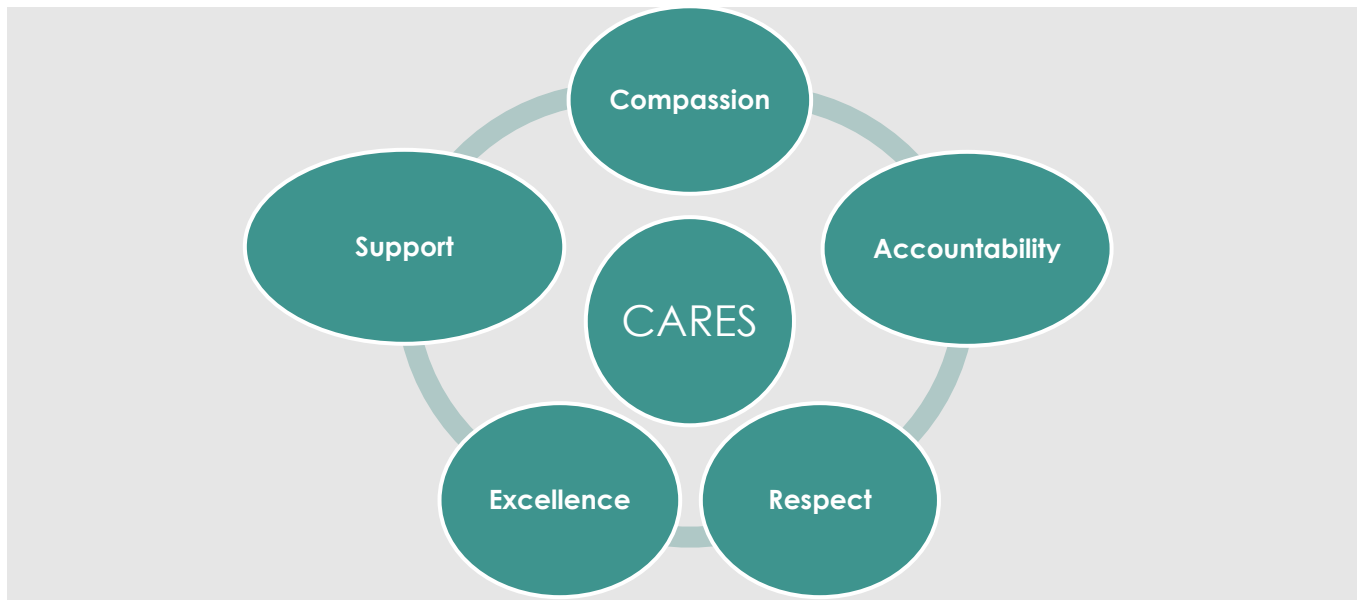 Compassion
Accountability
Respect
Excellence
Support
CARES